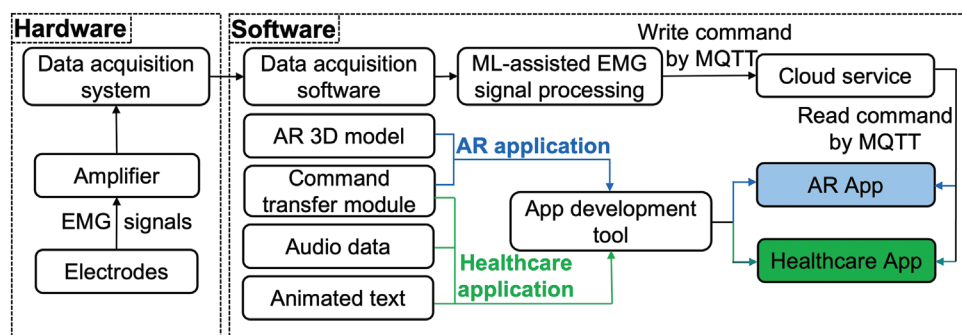 Hardware
Data acquisition
system
Amplifier
EMG signals
Electrodes
Software
Data acquisition
software
ML-assisted EMG
signal processing
Write command
by MQTT
Cloud service
Read command
by MQTT
AR 3D model
Command
transfer module
Audio data
Animated text
AR application
Healthcare
application
App development
tool
AR App
Healthcare App